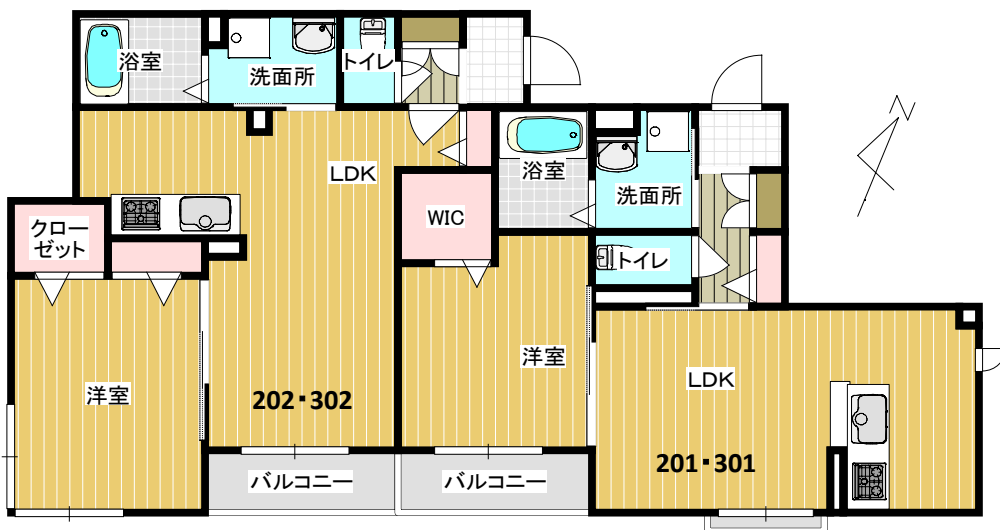 浴室
洗面所
トイレ
N
LDK
浴室
洗面所
クロー
ゼット
WIC
トイレ
洋室
洋室
LDK
202・302
201・301
バルコニー
バルコニー